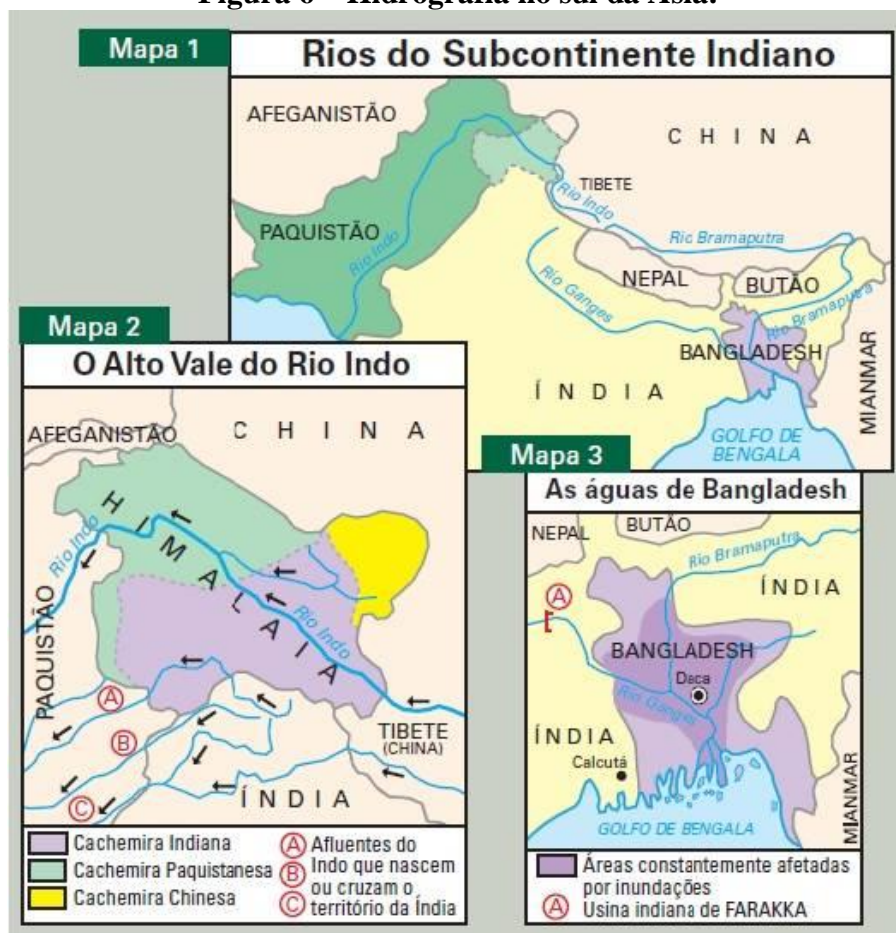 Figura 6 – Hidrografia no sul da Ásia.
Mapa 1
Rios do Subcontinente Indiano
AFEGANISTÃO
C H I N A
TIBETE
Rio Indo
PAQUISTÃO
Rio Indo
Rio Bramaputra
NEPAL
BUTÃO
Rio Ganges
Rio Bramaputra
BANGLADESH
Í N D I A
MIANMAR
GOLFO DE
BENGALA
Mapa 2
O Alto Vale do Rio Indo
AFEGANISTÃO
C H I N A
HIMALAIA
Rio Indo
Rio Indo
PAQUISTÃO
A
B
C
TIBETE
(CHINA)
ÍNDIA
Cachemira Indiana
Cachemira Paquistanesa
Cachemira Chinesa
A Afluentes do
B Indo que nascem
ou cruzam o
C território da Índia
Mapa 3
As águas de Bangladesh
NEPAL
BUTÃO
Rio Bramaputra
A
ÍNDIA
BANGLADESH
Daca
Rio Ganges
ÍNDIA
Calcutá
MIANMAR
GOLFO DE BENGALA
Áreas constantemente afetadas
por inundações
A Usina indiana de FARAKKA